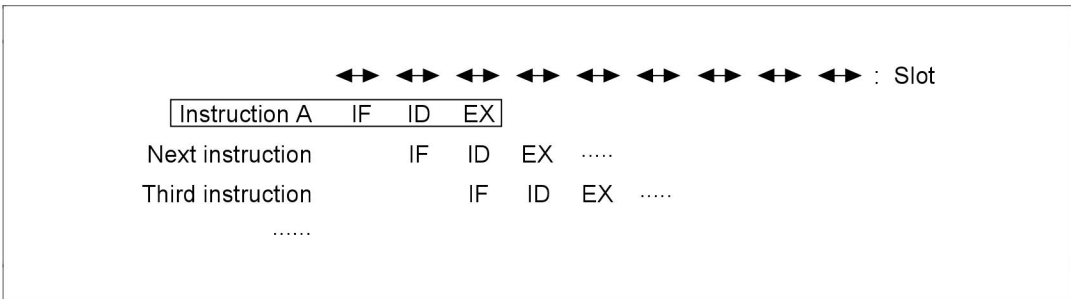 : Slot
Instruction A IF ID EX
Next instruction IF ID EX .....
Third instruction IF ID EX .....
......